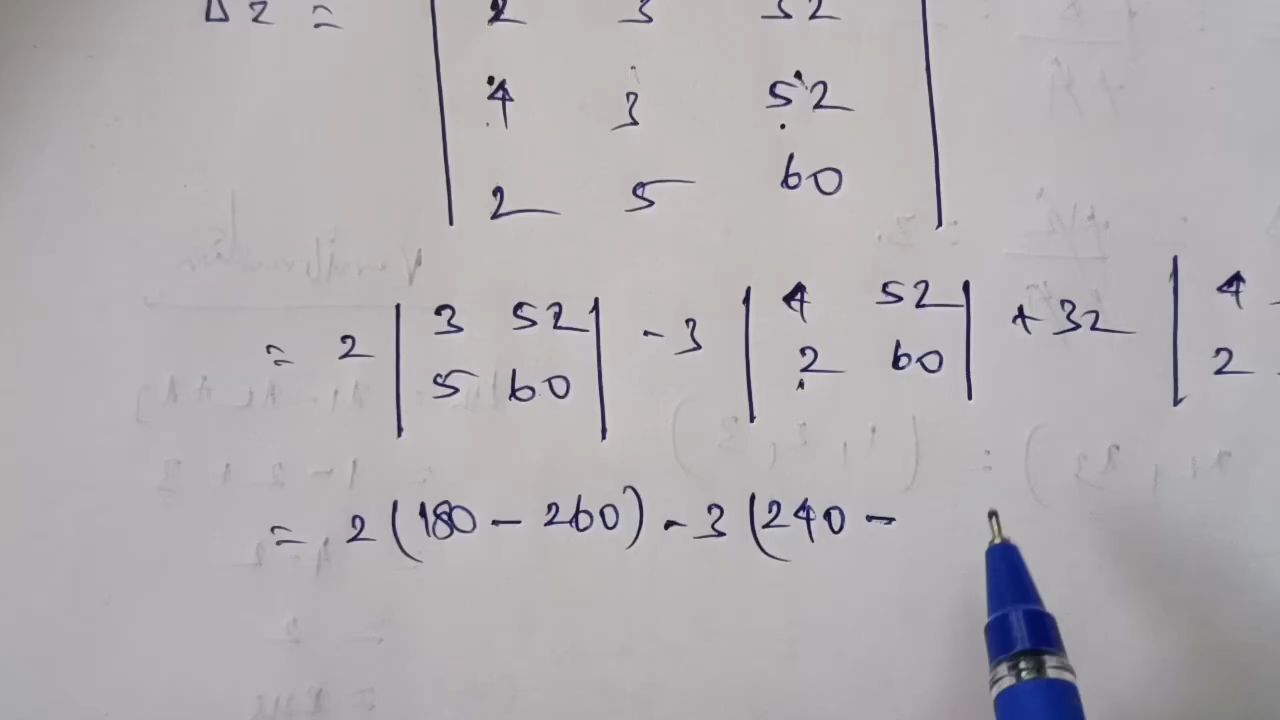 Δz = | 2 3 32 |
| 4 3 52 |
| 2 5 60 |
= 2 | 3 52 | - 3 | 4 52 | + 32 | 4
| 5 60 | | 2 60 | | 2
= 2 (180 - 260) - 3 (240 -